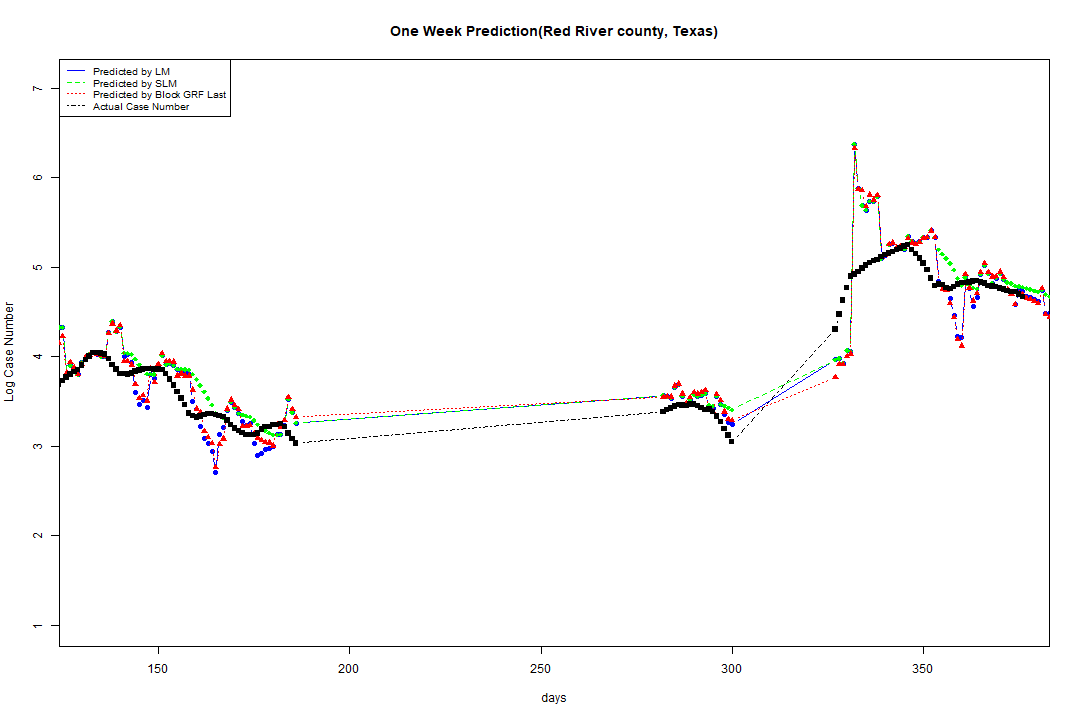 One Week Prediction(Red River county, Texas)
Predicted by LM
Predicted by SLM
Predicted by Block GRF Last
Actual Case Number
Log Case Number
7
6
5
4
3
2
1
150 200 250 300 350
days